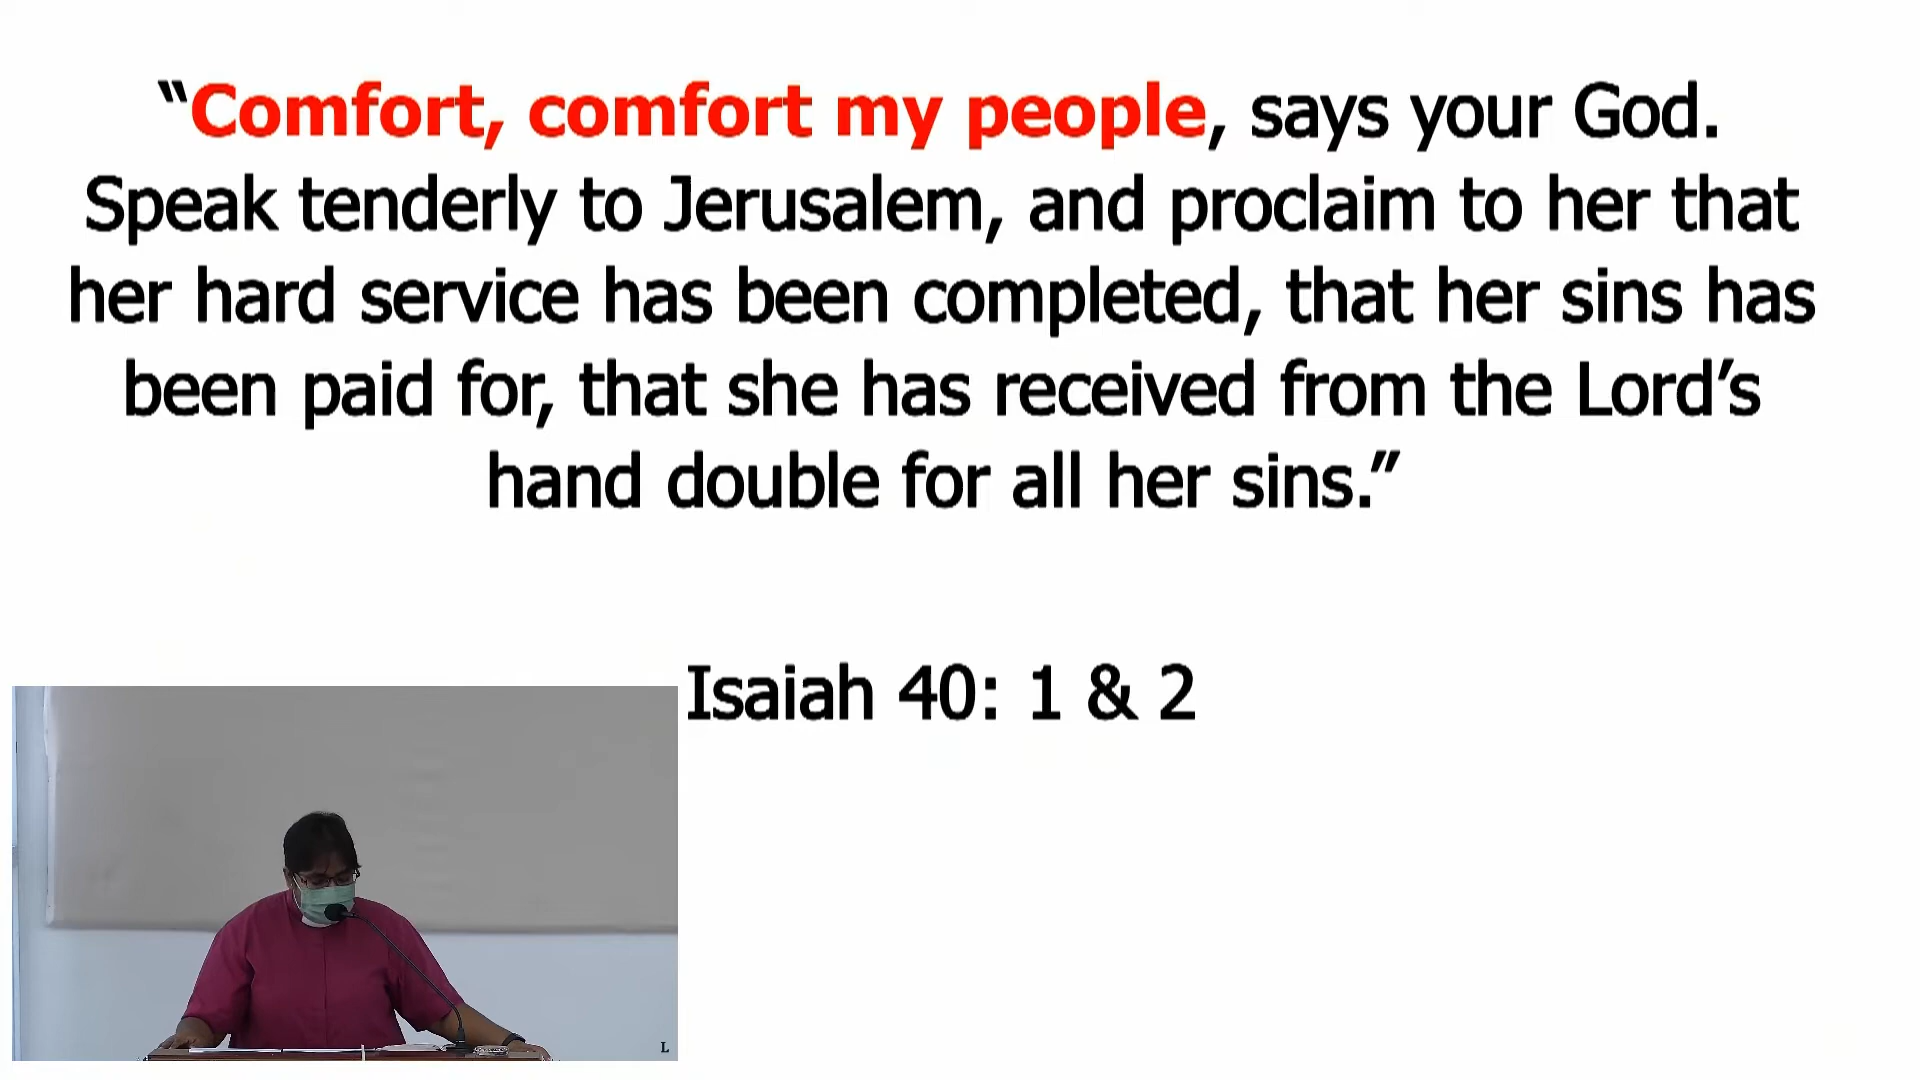 “Comfort, comfort my people, says your God.
Speak tenderly to Jerusalem, and proclaim to her that
her hard service has been completed, that her sins has
been paid for, that she has received from the Lord’s
hand double for all her sins.”
Isaiah 40: 1 & 2
L